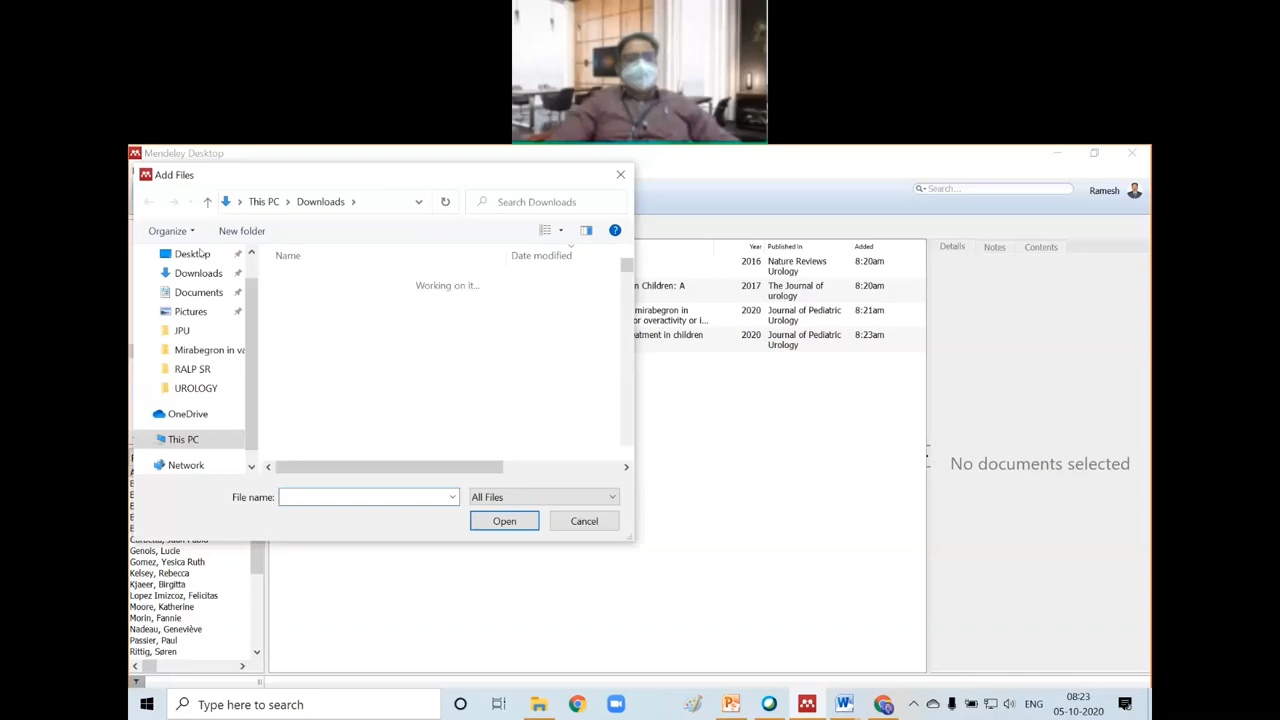 Mendeley Desktop
Add Files
This PC
Downloads
Search Downloads
Search...
Ramesh
Organize
New folder
Desktop
Downloads
Documents
Pictures
JPU
Mirabegron in va
RALP SR
UROLOGY
OneDrive
This PC
Network
Name
Date modified
Working on it...
File name:
All Files
Open
Cancel
Year Published In Added
2016 Nature Reviews Urology 8:20am
n Children: A 2017 The Journal of urology 8:20am
mirabegron in
or overactivity or i... 2020 Journal of Pediatric Urology 8:21am
eatment in children 2020 Journal of Pediatric Urology 8:23am
Details Notes Contents
No documents selected
Genois, Lucie
Gomez, Yesica Ruth
Kelsey, Rebecca
Kjaeer, Birgitta
Lopez Imizcoz, Felicitas
Moore, Katherine
Morin, Fannie
Nadeau, Geneviève
Passier, Paul
Rittig, Søren
Type here to search
ENG
08:23
05-10-2020